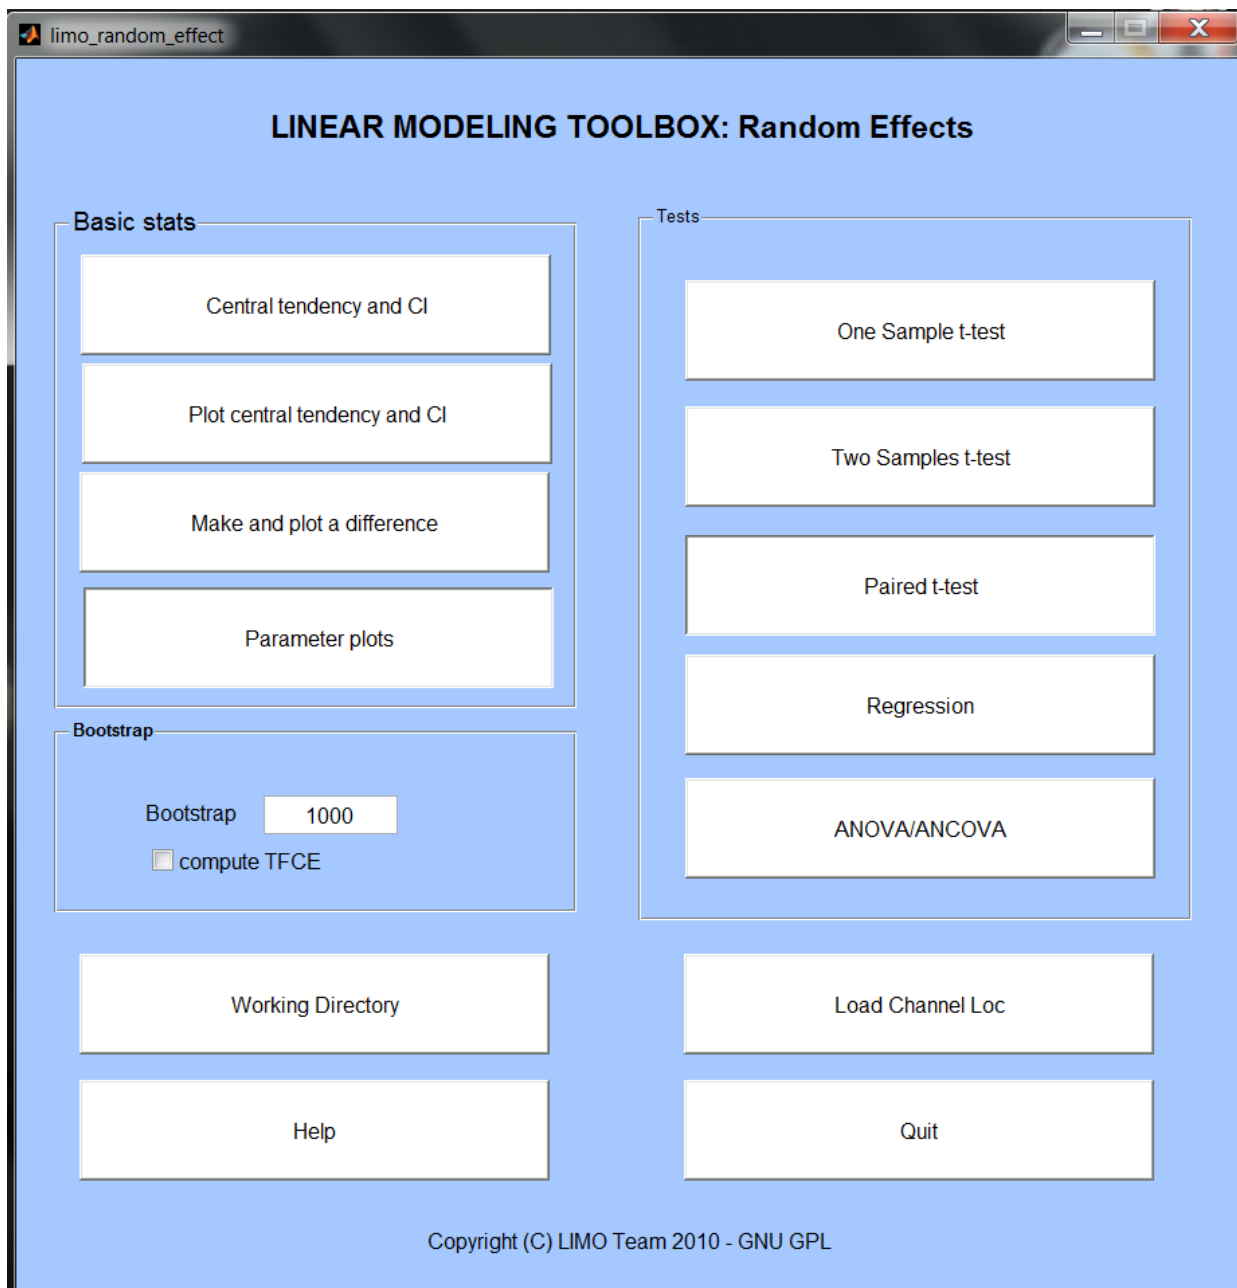 limo_random_effect
LINEAR MODELING TOOLBOX: Random Effects
Basic stats
Central tendency and CI
Plot central tendency and CI
Make and plot a difference
Parameter plots
Bootstrap
Bootstrap 1000
compute TFCE
Tests
One Sample t-test
Two Samples t-test
Paired t-test
Regression
ANOVA/ANCOVA
Working Directory
Load Channel Loc
Help
Quit
Copyright (C) LIMO Team 2010 - GNU GPL